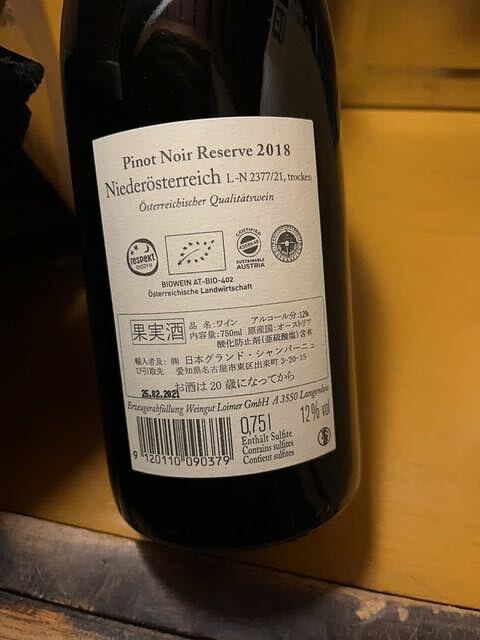 Pinot Noir Reserve 2018
Niederösterreich L-N 2377/21, trocken
Österreichischer Qualitätswein
respekt
BIODYN
CERTIFIED
SUSTAINABLE
AUSTRIA
BIOWEIN AT-BIO-402
Österreichische Landwirtschaft
果実酒
品 名:ワイン アルコール分:12%
内容量:750ml 原産国:オーストリア
酸化防止剤(亜硫酸塩)含有
輸入者及び引取先
㈱ 日本グランド・シャンパーニュ
愛知県名古屋市東区出来町3-20-15
25.02.2021
お酒は20歳になってから
Erzeugerabfüllung Weingut Loimer GmbH A 3550 Langenlois
9 120110 090379
0,75 l
12% vol
Enthält Sulfite
Contains sulfites
Contient sulfites